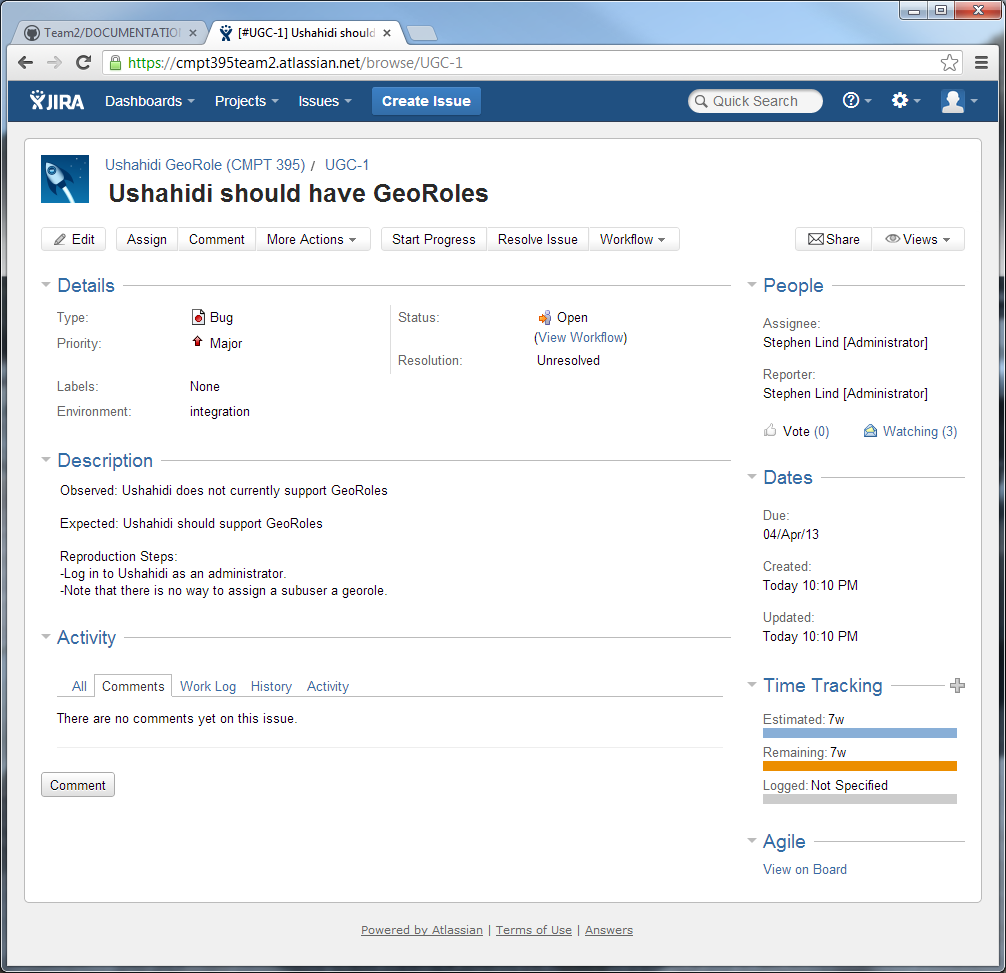 Team2/DOCUMENTATIO
[#UGC-1] Ushahidi should
https://cmpt395team2.atlassian.net/browse/UGC-1
JIRA Dashboards Projects Issues Create Issue Quick Search
Ushahidi GeoRole (CMPT 395) / UGC-1
Ushahidi should have GeoRoles
Edit Assign Comment More Actions Start Progress Resolve Issue Workflow Share Views
Details
Type: Bug
Priority: Major
Labels: None
Environment: integration
Status: Open
(View Workflow)
Resolution: Unresolved
Description
Observed: Ushahidi does not currently support GeoRoles
Expected: Ushahidi should support GeoRoles
Reproduction Steps:
-Log in to Ushahidi as an administrator.
-Note that there is no way to assign a subuser a georole.
Activity
All Comments Work Log History Activity
There are no comments yet on this issue.
Comment
People
Assignee:
Stephen Lind [Administrator]
Reporter:
Stephen Lind [Administrator]
Vote (0) Watching (3)
Dates
Due:
04/Apr/13
Created:
Today 10:10 PM
Updated:
Today 10:10 PM
Time Tracking
Estimated: 7w
Remaining: 7w
Logged: Not Specified
Agile
View on Board
Powered by Atlassian | Terms of Use | Answers